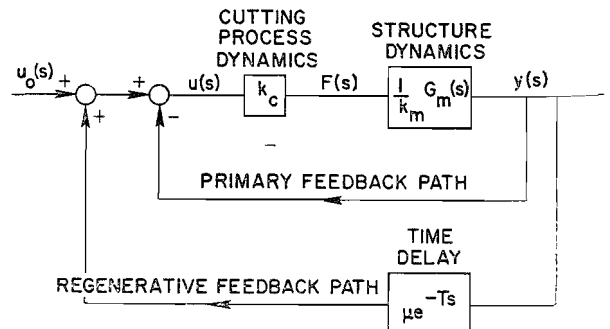 CUTTING
PROCESS
DYNAMICS
STRUCTURE
DYNAMICS
u_o(s) + + + - u(s) k_c F(s) 1/k_m G_m(s) y(s)
PRIMARY FEEDBACK PATH
TIME
DELAY
REGENERATIVE FEEDBACK PATH
μe^-Ts